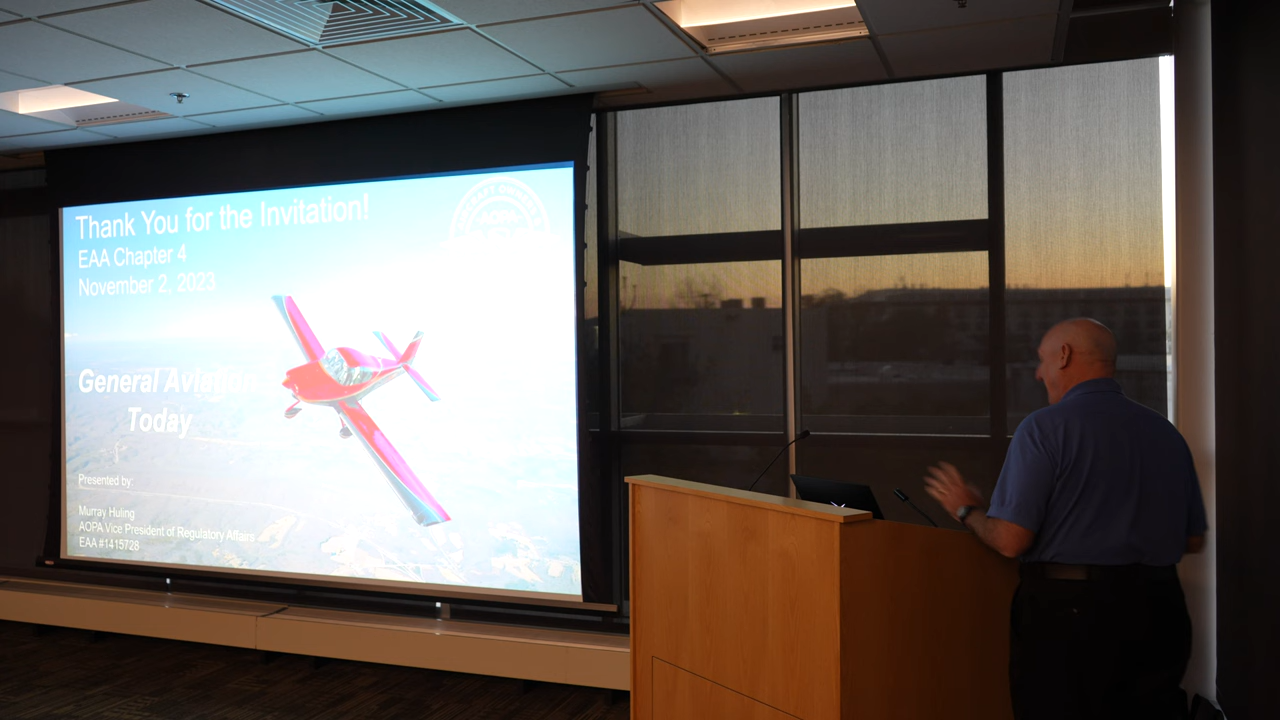 Thank You for the Invitation!
EAA Chapter 4
November 2, 2023
AOPA
General Aviation
Today
Presented by:
Murray Huling
AOPA Vice President of Regulatory Affairs
EAA #1415728